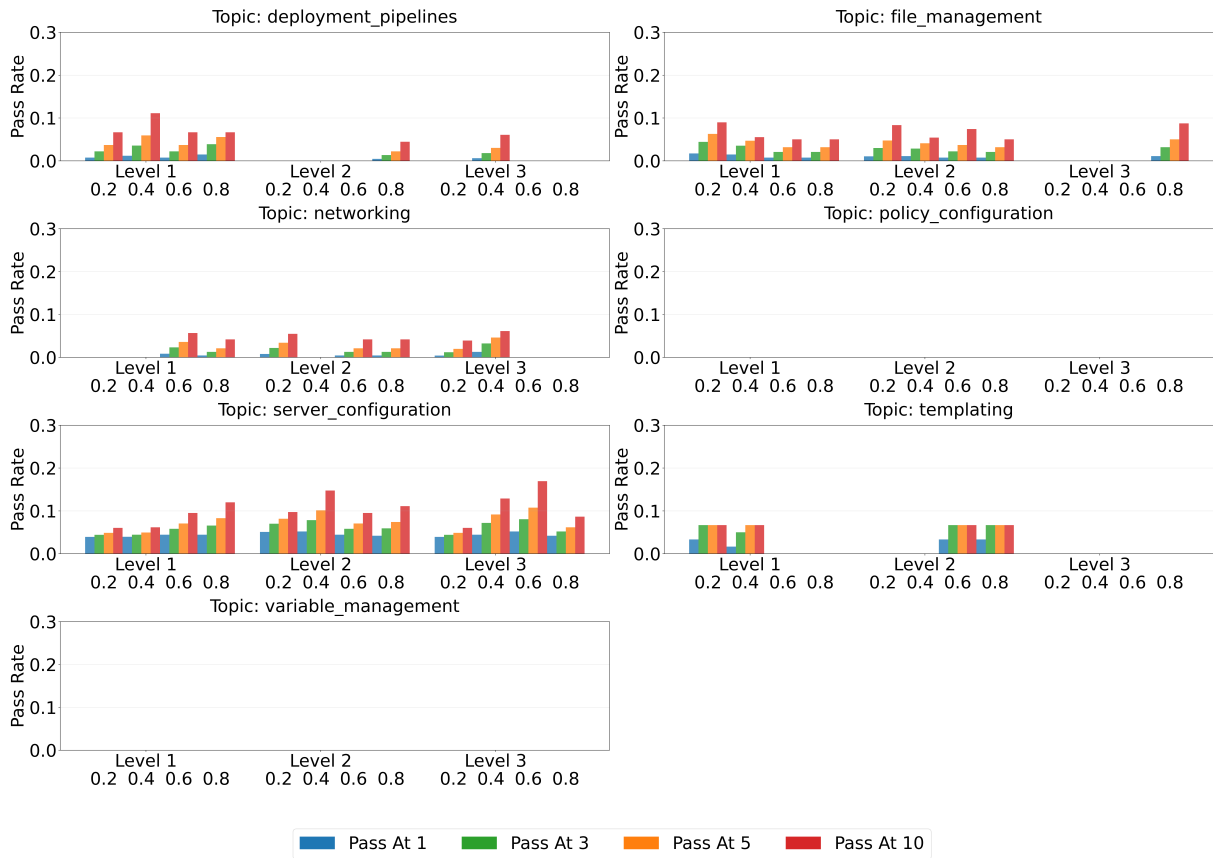 Topic: deployment_pipelines
Pass Rate
0.3
0.2
0.1
0.0
Level 1 Level 2 Level 3
0.2 0.4 0.6 0.8 0.2 0.4 0.6 0.8 0.2 0.4 0.6 0.8
Topic: file_management
Pass Rate
0.3
0.2
0.1
0.0
Level 1 Level 2 Level 3
0.2 0.4 0.6 0.8 0.2 0.4 0.6 0.8 0.2 0.4 0.6 0.8
Topic: networking
Pass Rate
0.3
0.2
0.1
0.0
Level 1 Level 2 Level 3
0.2 0.4 0.6 0.8 0.2 0.4 0.6 0.8 0.2 0.4 0.6 0.8
Topic: policy_configuration
Pass Rate
0.3
0.2
0.1
0.0
Level 1 Level 2 Level 3
0.2 0.4 0.6 0.8 0.2 0.4 0.6 0.8 0.2 0.4 0.6 0.8
Topic: server_configuration
Pass Rate
0.3
0.2
0.1
0.0
Level 1 Level 2 Level 3
0.2 0.4 0.6 0.8 0.2 0.4 0.6 0.8 0.2 0.4 0.6 0.8
Topic: templating
Pass Rate
0.3
0.2
0.1
0.0
Level 1 Level 2 Level 3
0.2 0.4 0.6 0.8 0.2 0.4 0.6 0.8 0.2 0.4 0.6 0.8
Topic: variable_management
Pass Rate
0.3
0.2
0.1
0.0
Level 1 Level 2 Level 3
0.2 0.4 0.6 0.8 0.2 0.4 0.6 0.8 0.2 0.4 0.6 0.8
Pass At 1 Pass At 3 Pass At 5 Pass At 10